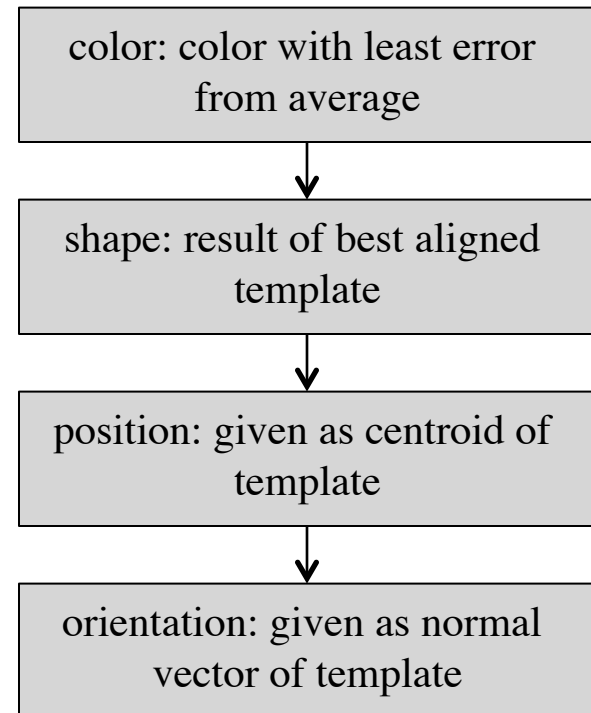 color: color with least error
from average
shape: result of best aligned
template
position: given as centroid of
template
orientation: given as normal
vector of template